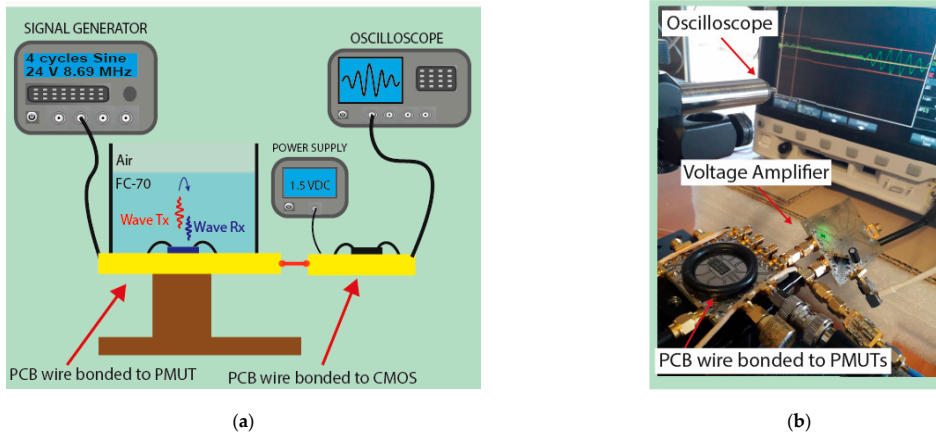 SIGNAL GENERATOR
4 cycles Sine
24 V 8.69 MHz
OSCILLOSCOPE
POWER SUPPLY
1.5 VDC
Air
FC-70
Wave Tx
Wave Rx
PCB wire bonded to PMUT
PCB wire bonded to CMOS
(a)
Oscilloscope
Voltage Amplifier
PCB wire bonded to PMUTs
(b)